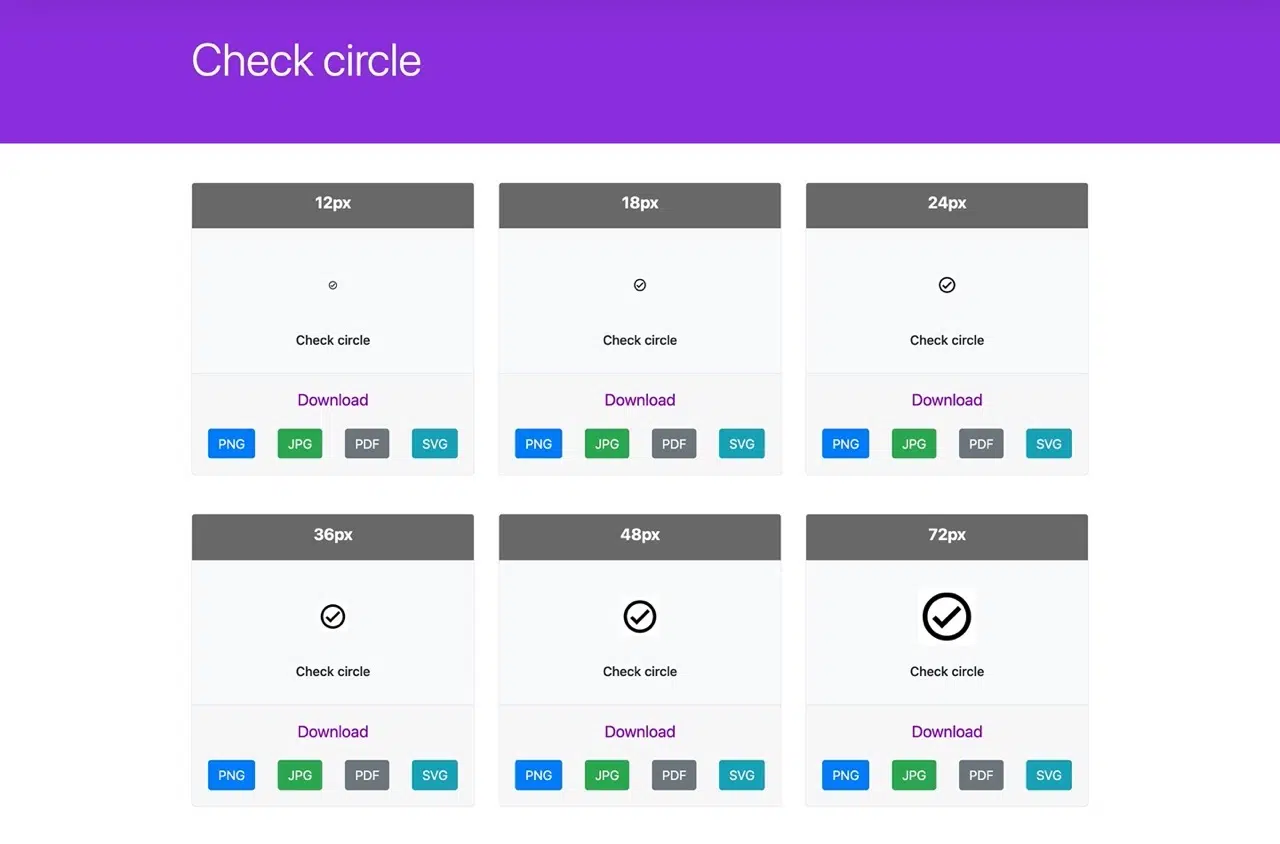 Check circle
12px
18px
24px
Check circle
Check circle
Check circle
Download
Download
Download
PNG JPG PDF SVG
PNG JPG PDF SVG
PNG JPG PDF SVG
36px
48px
72px
Check circle
Check circle
Check circle
Download
Download
Download
PNG JPG PDF SVG
PNG JPG PDF SVG
PNG JPG PDF SVG